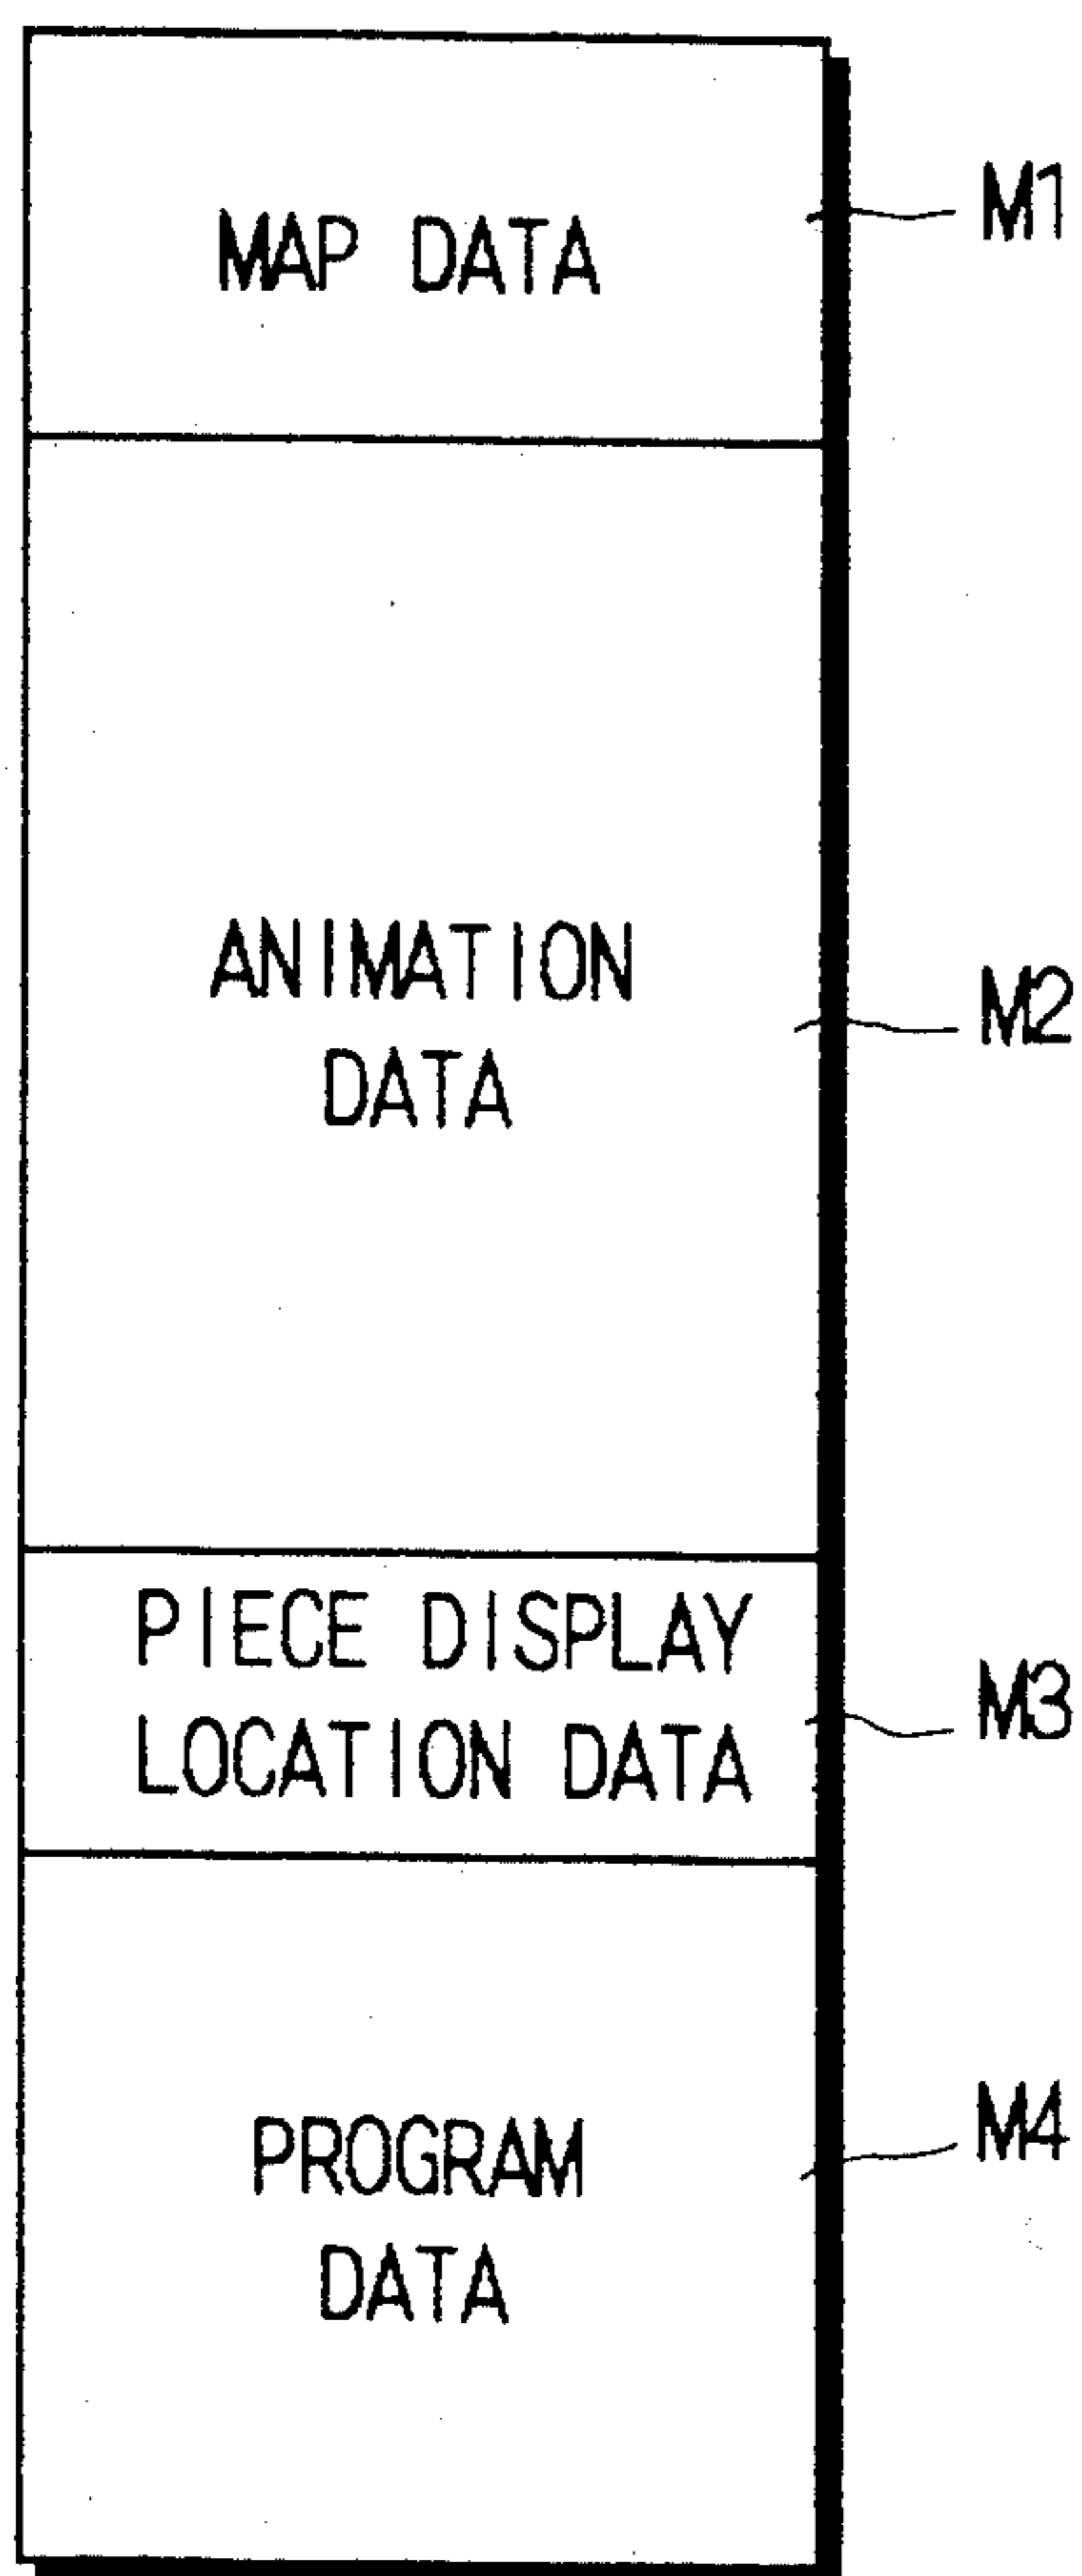 MAP DATA
M1
ANIMATION
DATA
M2
PIECE DISPLAY
LOCATION DATA
M3
PROGRAM
DATA
M4